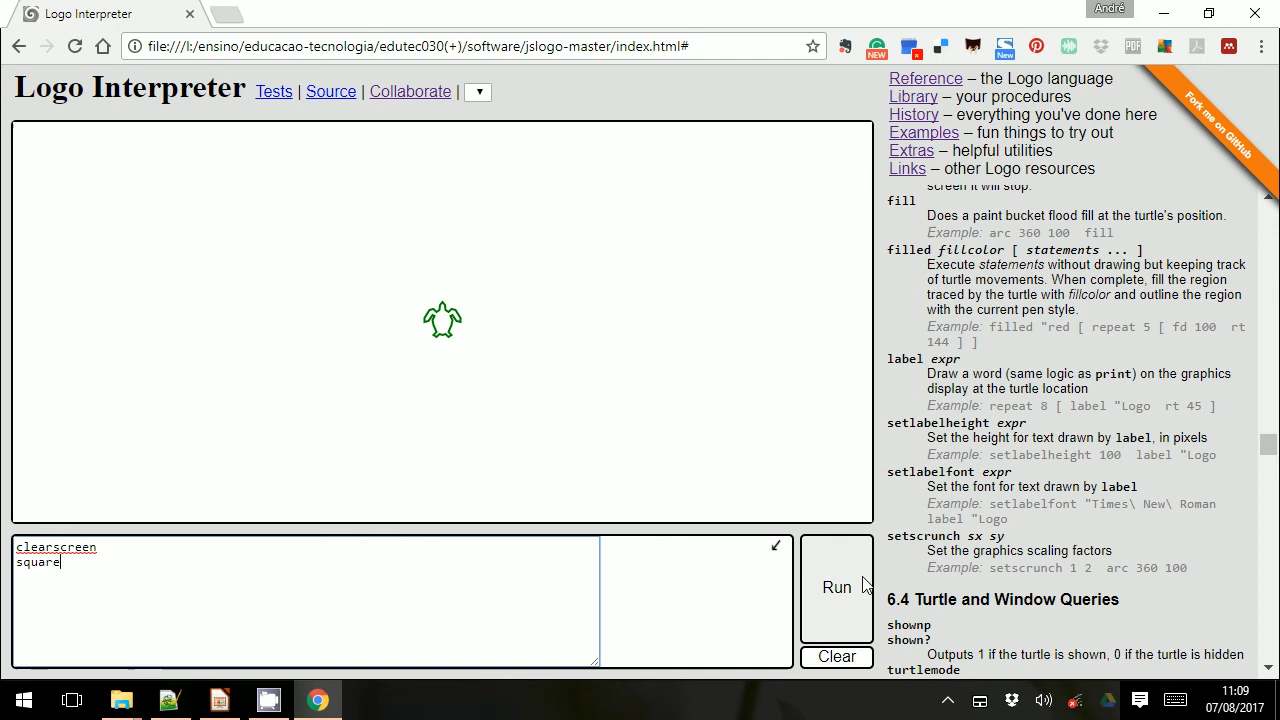 Logo Interpreter
André
file:///I:/ensino/educacao-tecnologia/edutec030(+)/software/jslogo-master/index.html#
NEW
New
PDF
Logo Interpreter Tests | Source | Collaborate |
Reference – the Logo language
Library – your procedures
History – everything you've done here
Examples – fun things to try out
Extras – helpful utilities
Links – other Logo resources
Fork me on GitHub
screen it will stop.
fill
Does a paint bucket flood fill at the turtle's position.
Example: arc 360 100 fill
filled fillcolor [ statements ... ]
Execute statements without drawing but keeping track
of turtle movements. When complete, fill the region
traced by the turtle with fillcolor and outline the region
with the current pen style.
Example: filled "red [ repeat 5 [ fd 100 rt
144 ] ]
label expr
Draw a word (same logic as print) on the graphics
display at the turtle location
Example: repeat 8 [ label "Logo rt 45 ]
setlabelheight expr
Set the height for text drawn by label, in pixels
Example: setlabelheight 100 label "Logo
setlabelfont expr
Set the font for text drawn by label
Example: setlabelfont "Times\ New\ Roman
label "Logo
setscrunch sx sy
Set the graphics scaling factors
Example: setscrunch 1 2 arc 360 100
6.4 Turtle and Window Queries
shownp
shown?
Outputs 1 if the turtle is shown, 0 if the turtle is hidden
turtlemode
clearscreen
square
Run
Clear
11:09
07/08/2017